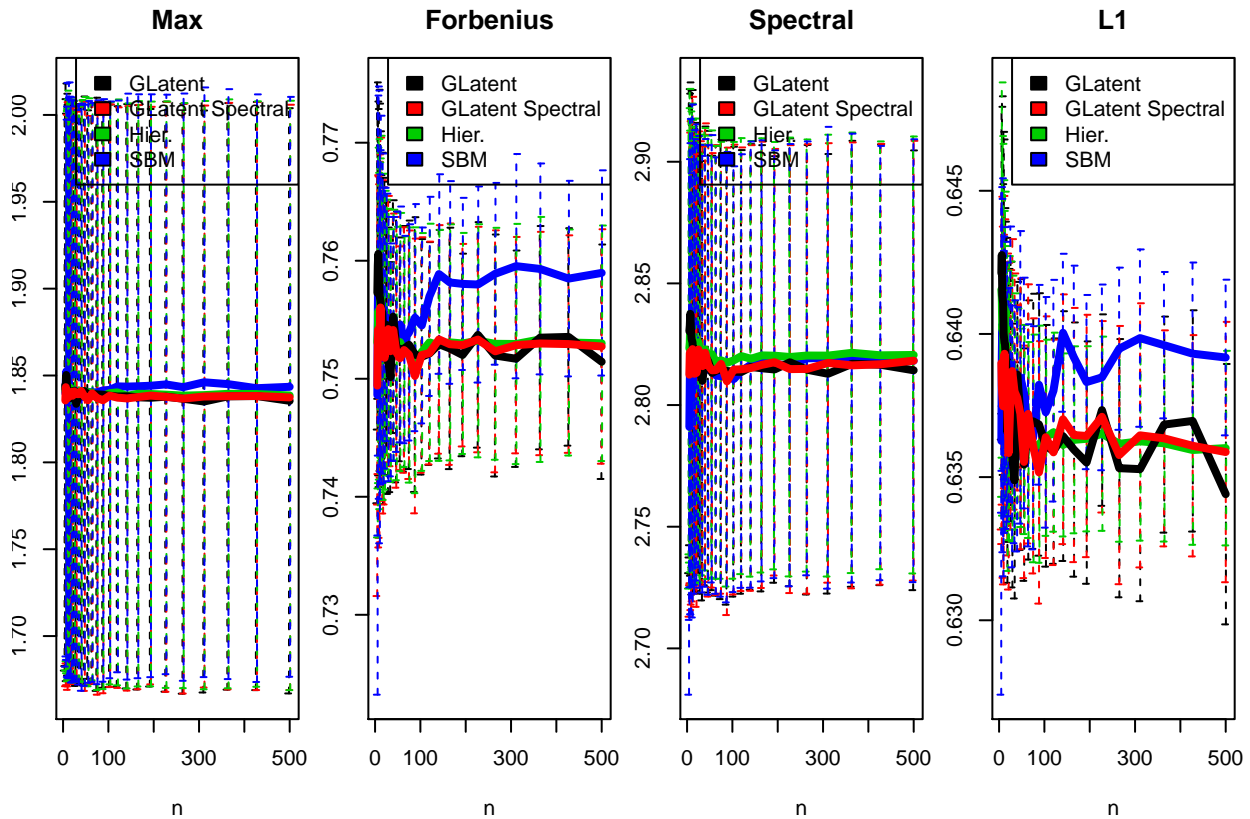 Max
Forbenius
Spectral
L1
GLatent
GLatent Spectral
Hier.
SBM
GLatent
GLatent Spectral
Hier.
SBM
GLatent
GLatent Spectral
Hier.
SBM
GLatent
GLatent Spectral
Hier.
SBM
2.00
1.95
1.90
1.85
1.80
1.75
1.70
0.77
0.76
0.75
0.74
0.73
2.90
2.85
2.80
2.75
2.70
0.645
0.640
0.635
0.630
0 100 300 500
0 100 300 500
0 100 300 500
0 100 300 500
n
n
n
n